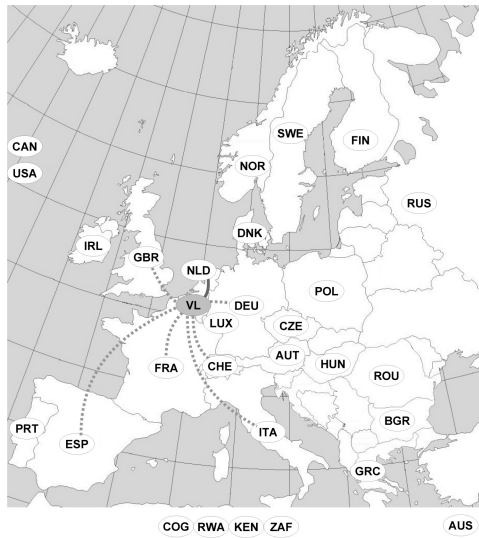 SWE
FIN
CAN
USA
NOR
RUS
DNK
IRL
GBR
NLD
POL
VL
DEU
LUX
CZE
AUT
FRA
CHE
HUN
ROU
PRT
ESP
ITA
BGR
GRC
COG RWA KEN ZAF AUS